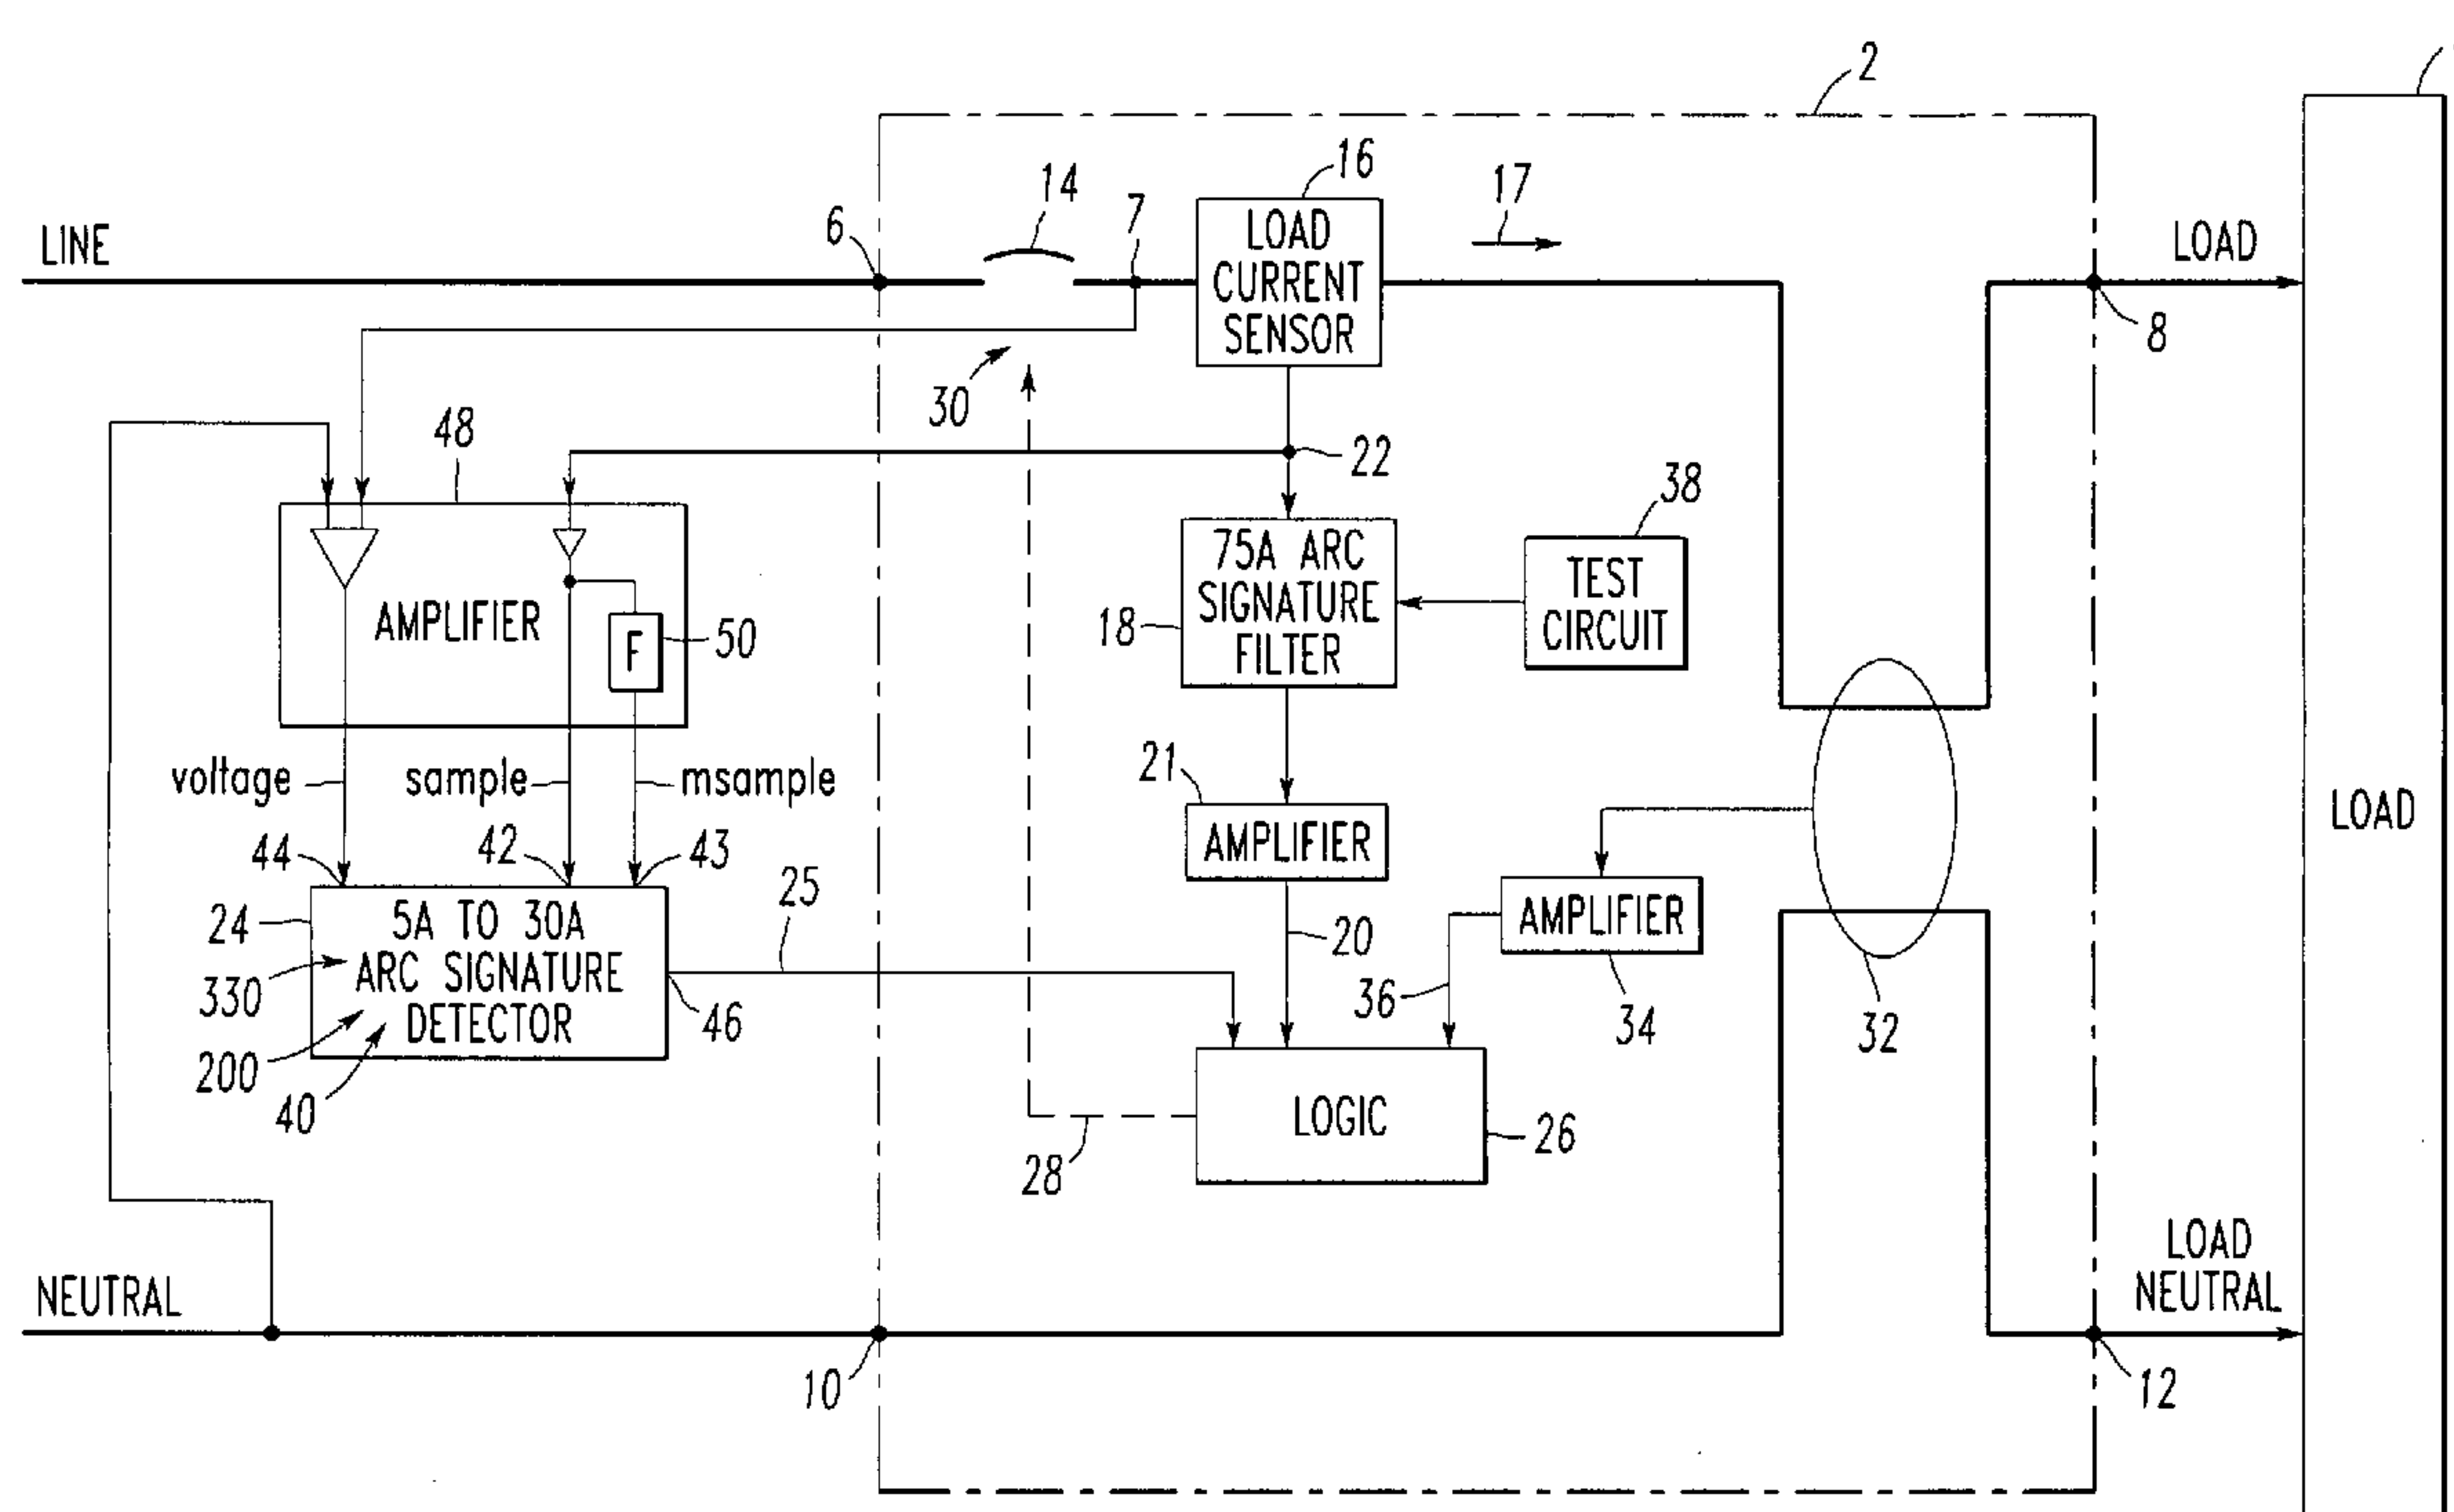 2
16
14
17
7
6
LINE
LOAD
CURRENT
SENSOR
LOAD
8
30
48
22
38
75A ARC
SIGNATURE
FILTER
TEST
CIRCUIT
18
AMPLIFIER
F
50
voltage
sample
msample
21
44
42
43
AMPLIFIER
LOAD
25
24
5A TO 30A
ARC SIGNATURE
DETECTOR
AMPLIFIER
20
330
46
36
34
32
200
40
LOGIC
26
28
LOAD
NEUTRAL
NEUTRAL
10
12